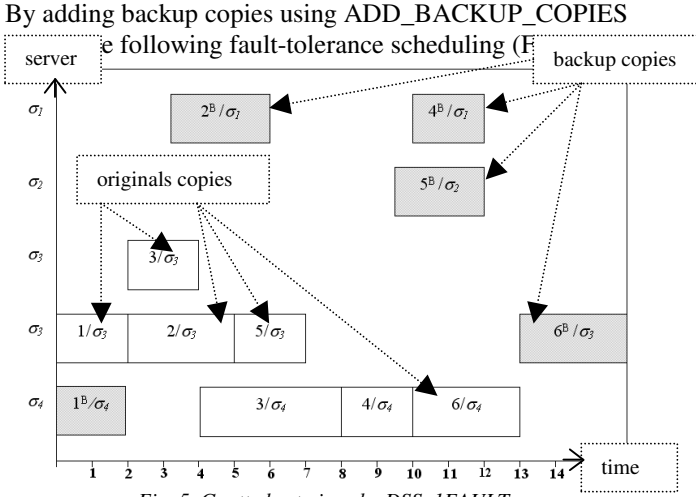 By adding backup copies using ADD_BACKUP_COPIES
e following fault-tolerance scheduling (F
server
backup copies
σ1
2ᴮ/σ1
4ᴮ/σ1
originals copies
σ2
5ᴮ/σ2
σ3
3/σ3
σ3
1/σ3
2/σ3
5/σ3
6ᴮ/σ3
σ4
1ᴮ/σ4
3/σ4
4/σ4
6/σ4
1 2 3 4 5 6 7 8 9 10 11 12 13 14
time